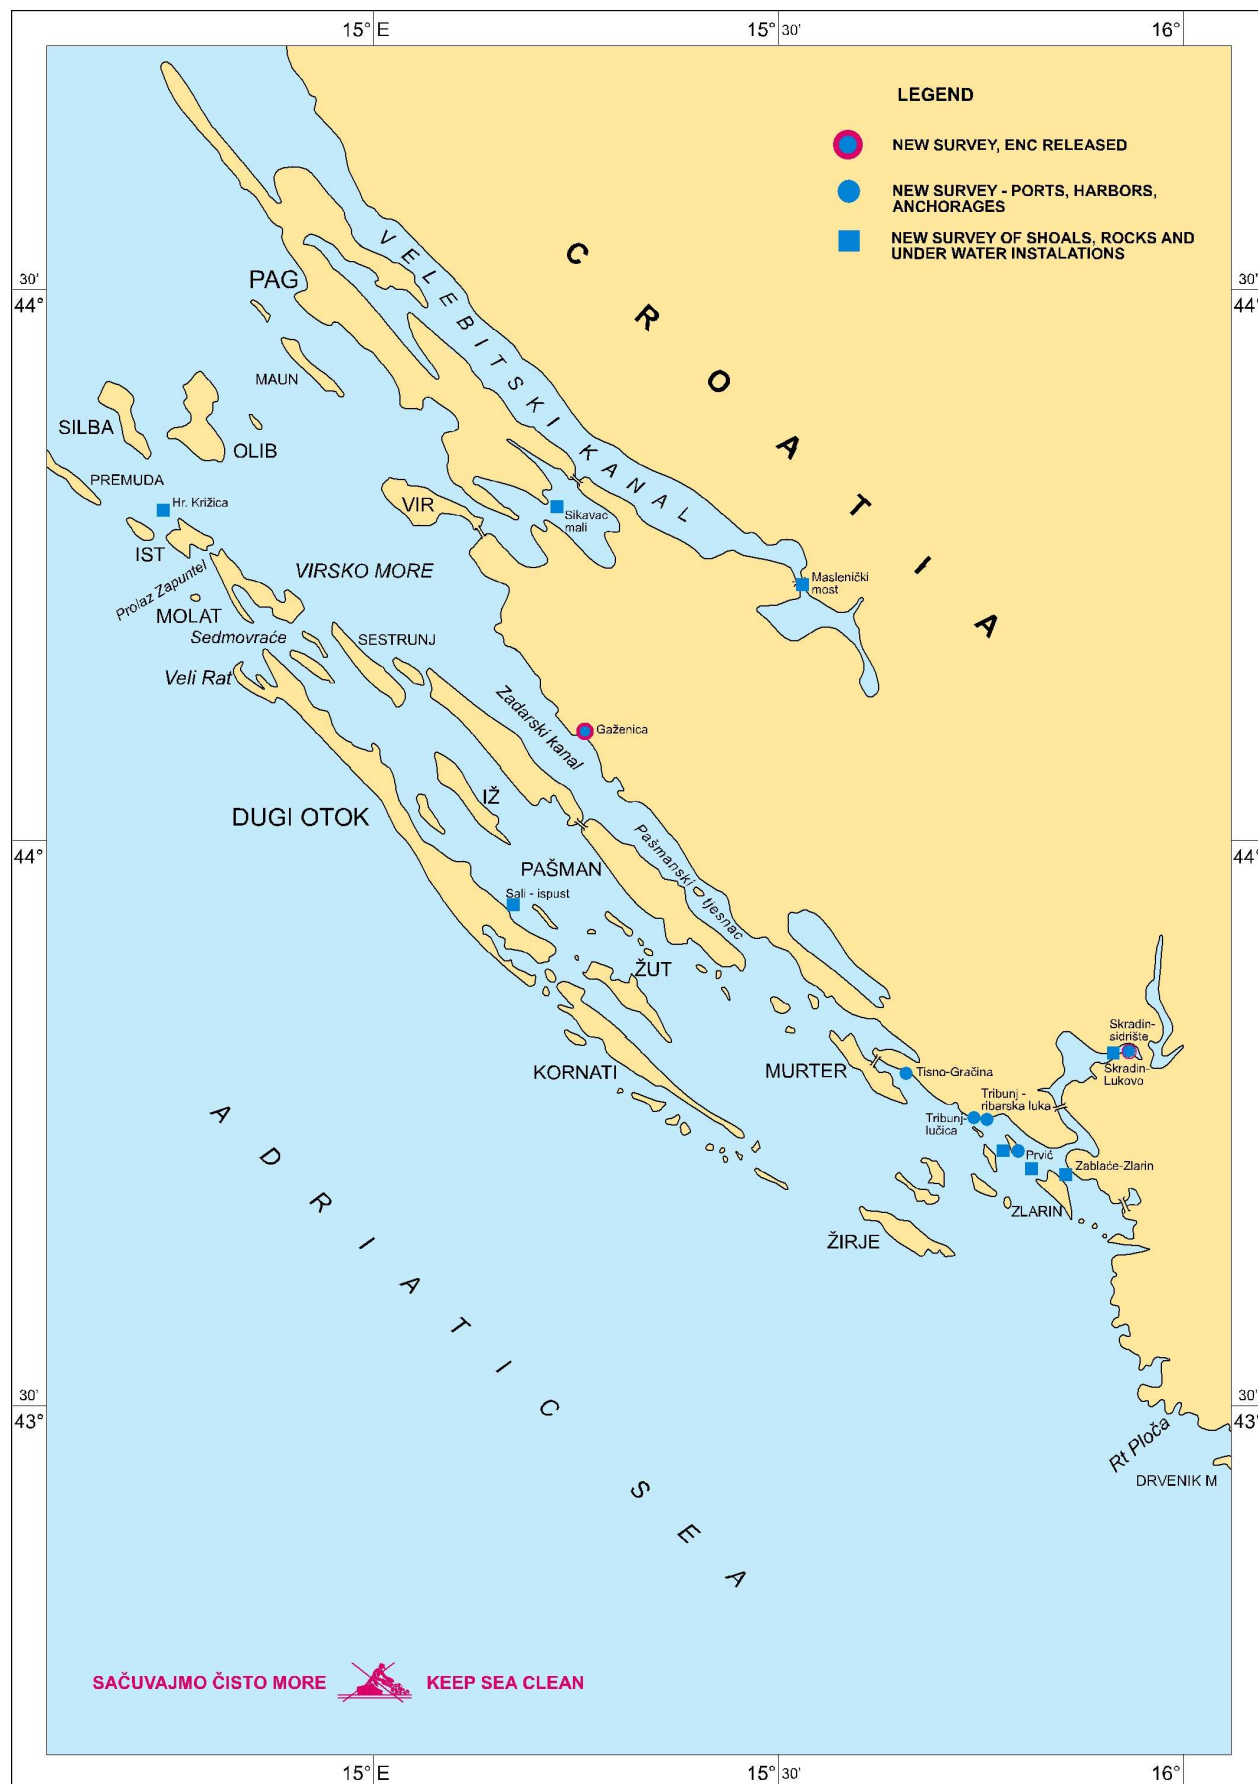 15° E
15° 30'
16°
LEGEND
NEW SURVEY, ENC RELEASED
NEW SURVEY - PORTS, HARBORS,
ANCHORAGES
NEW SURVEY OF SHOALS, ROCKS AND
UNDER WATER INSTALATIONS
CROATIA
VELEBITSKI KANAL
PAG
30'
44°
30'
44°
MAUN
SILBA
OLIB
PREMUDA
Hr. Križica
VIR
Sikavac
mali
IST
VIRSKO MORE
Maslenički
most
Prolaz Zapuntel
MOLAT
Sedmovraće
SESTRUNJ
Veli Rat
Zadarski kanal
Gaženica
IŽ
DUGI OTOK
Pašmanski tjesnac
44°
44°
PAŠMAN
Sali - ispust
ŽUT
Skradin-
sidrište
KORNATI
MURTER
Tisno-Gračina
Skradin-
Lukovo
Tribunj -
ribarska luka
Tribunj-
lučica
Prvić
Zablaće-Zlarin
ZLARIN
ŽIRJE
ADRIATIC SEA
30'
43°
30'
43°
Rt Ploča
DRVENIK M
SAČUVAJMO ČISTO MORE
KEEP SEA CLEAN
15° E
15° 30'
16°